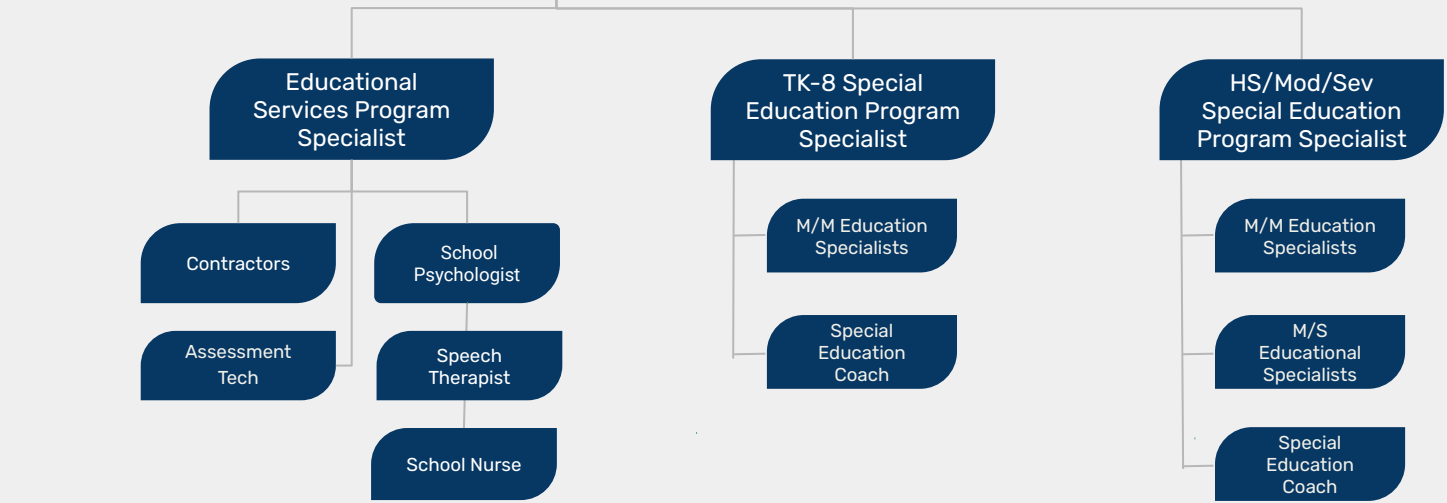 Educational
Services Program
Specialist
TK-8 Special
Education Program
Specialist
HS/Mod/Sev
Special Education
Program Specialist
Contractors
School
Psychologist
M/M Education
Specialists
M/M Education
Specialists
Assessment
Tech
Speech
Therapist
Special
Education
Coach
M/S
Educational
Specialists
School Nurse
Special
Education
Coach